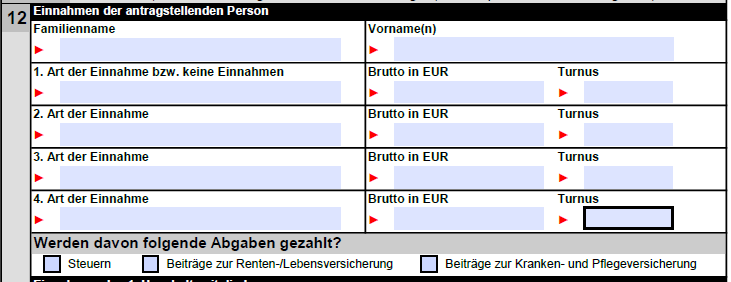 12 Einnahmen der antragstellenden Person
Familienname Vorname(n)
1. Art der Einnahme bzw. keine Einnahmen Brutto in EUR Turnus
2. Art der Einnahme Brutto in EUR Turnus
3. Art der Einnahme Brutto in EUR Turnus
4. Art der Einnahme Brutto in EUR Turnus
Werden davon folgende Abgaben gezahlt?
Steuern Beiträge zur Renten-/Lebensversicherung Beiträge zur Kranken- und Pflegeversicherung